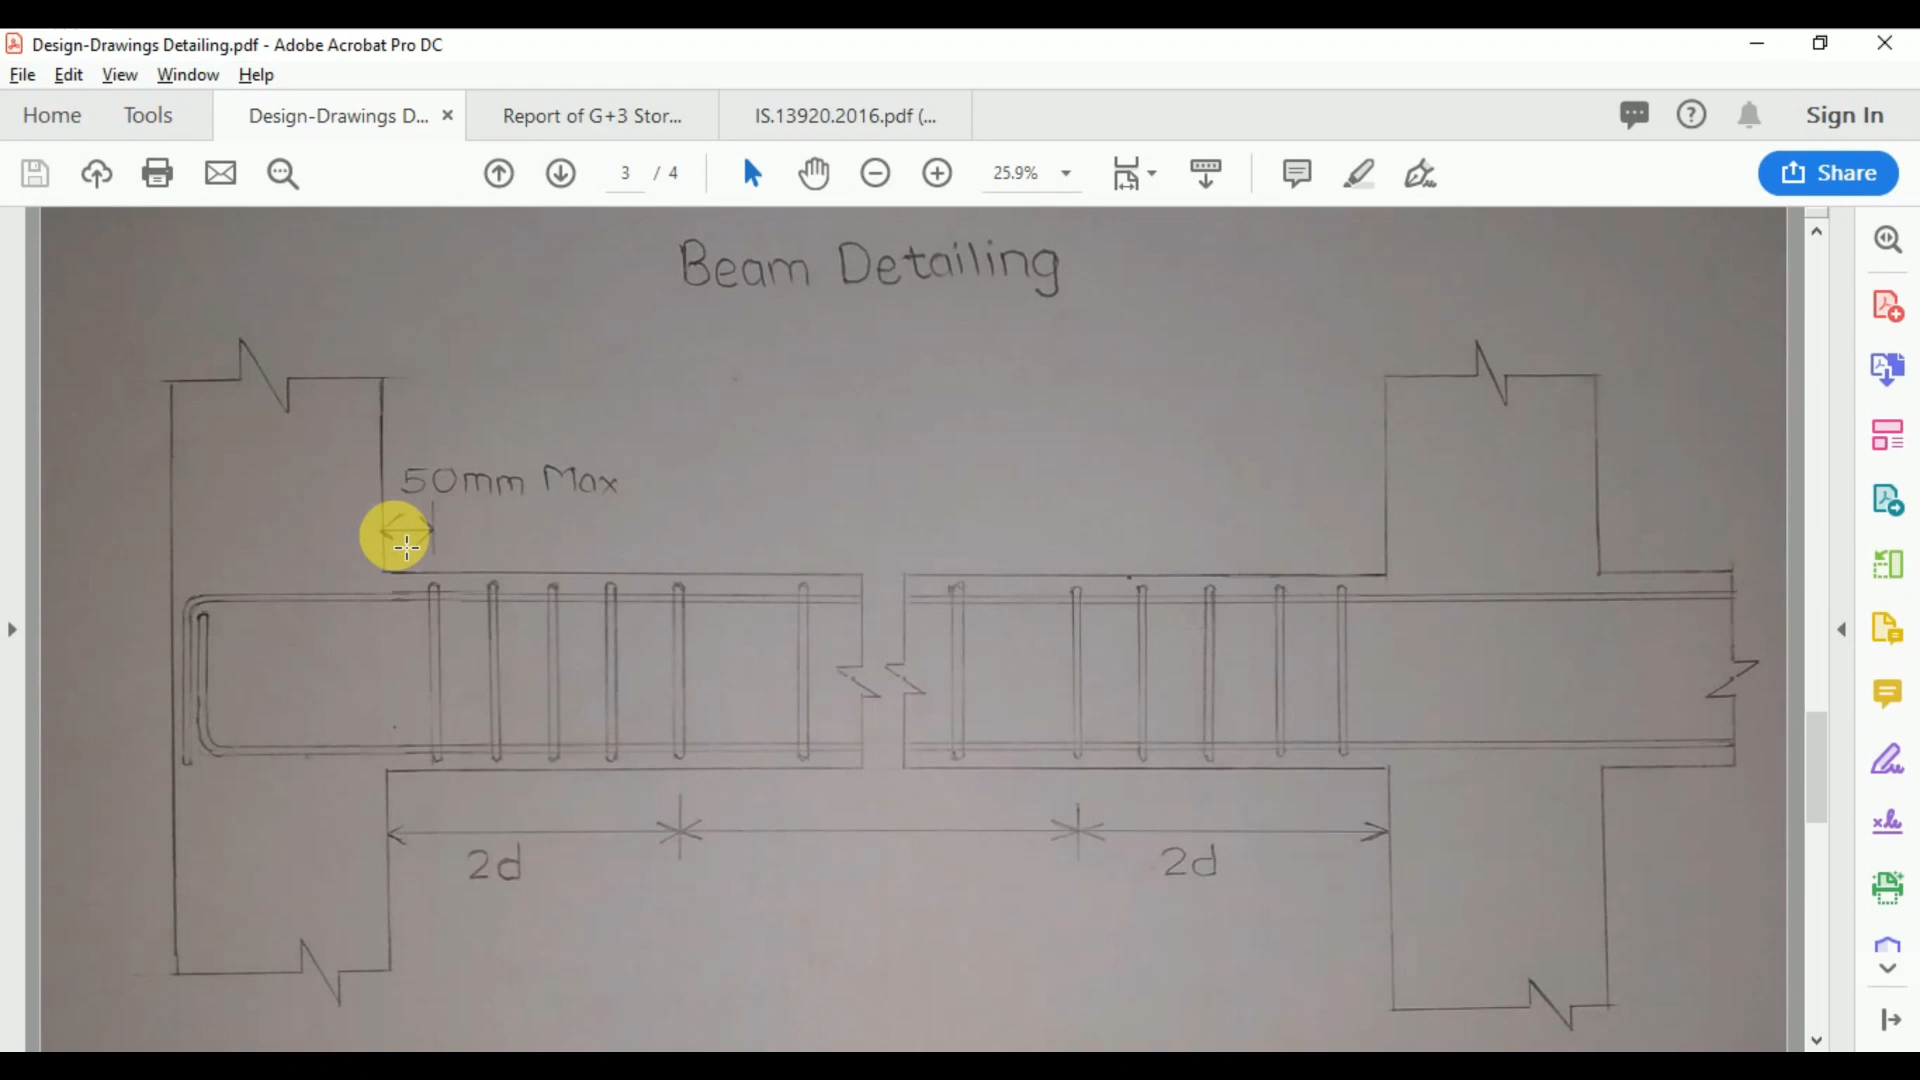 Design-Drawings Detailing.pdf - Adobe Acrobat Pro DC
File Edit View Window Help
Home Tools Design-Drawings D... Report of G+3 Stor... IS.13920.2016.pdf (... Sign In
3 / 4 25.9% Share
Beam Detailing
50mm Max
2d 2d